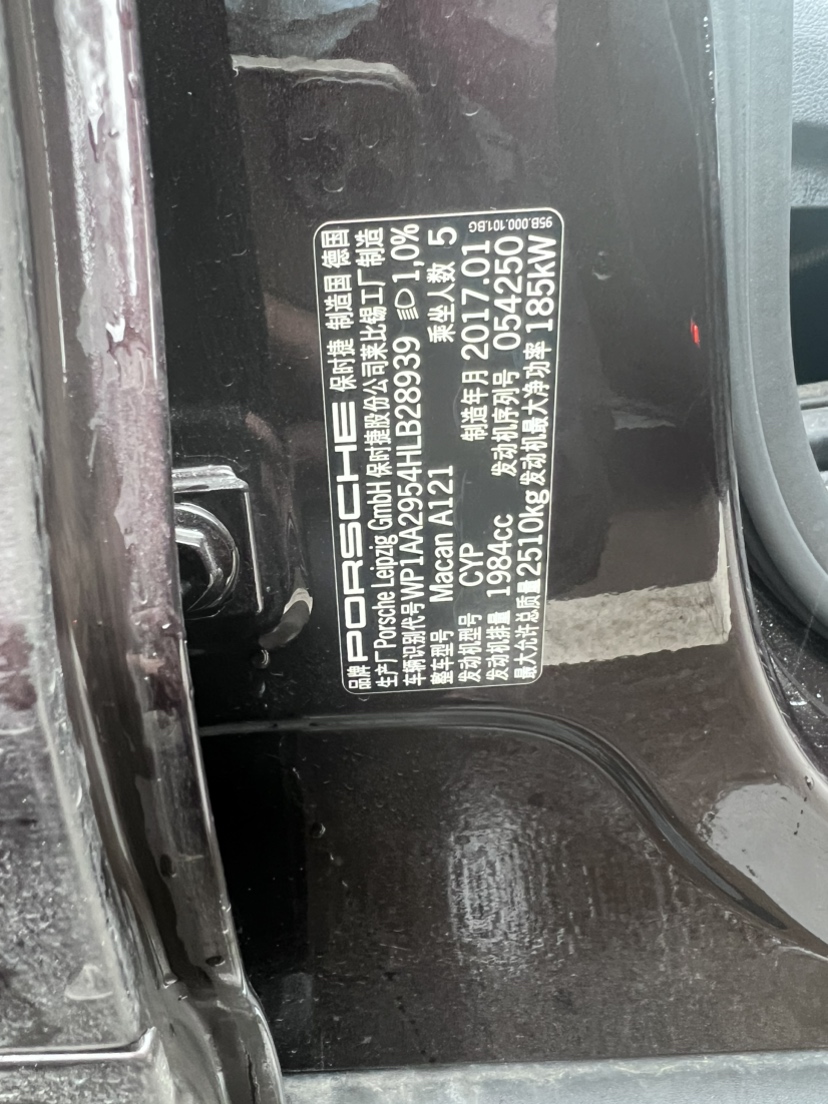 品牌 PORSCHE 保时捷 制造国 德国
生产厂 Porsche Leipzig GmbH 保时捷股份公司莱比锡工厂制造
车辆识别代号 WP1AA2954HLB28939 1,0%
整车型号 Macan A121 乘坐人数 5
发动机型号 CYP 制造年月 2017.01
发动机排量 1984cc 发动机序列号 054250
最大允许总质量 2510kg 发动机最大净功率 185kW
95B.000.101.BG